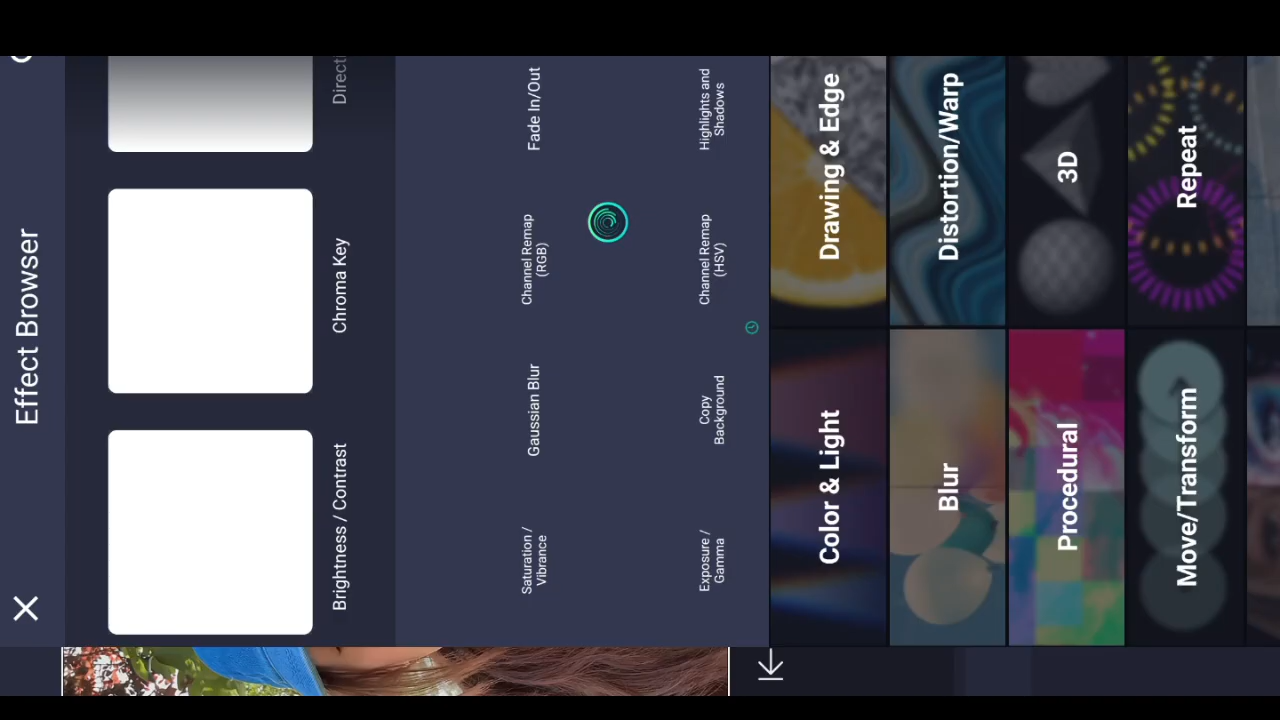 Effect Browser
Brightness / Contrast
Chroma Key
Directi
Saturation /
Vibrance
Gaussian Blur
Channel Remap
(RGB)
Fade In/Out
Exposure /
Gamma
Copy
Background
Channel Remap
(HSV)
Highlights and
Shadows
Color & Light
Drawing & Edge
Blur
Distortion/Warp
Procedural
3D
Move/Transform
Repeat